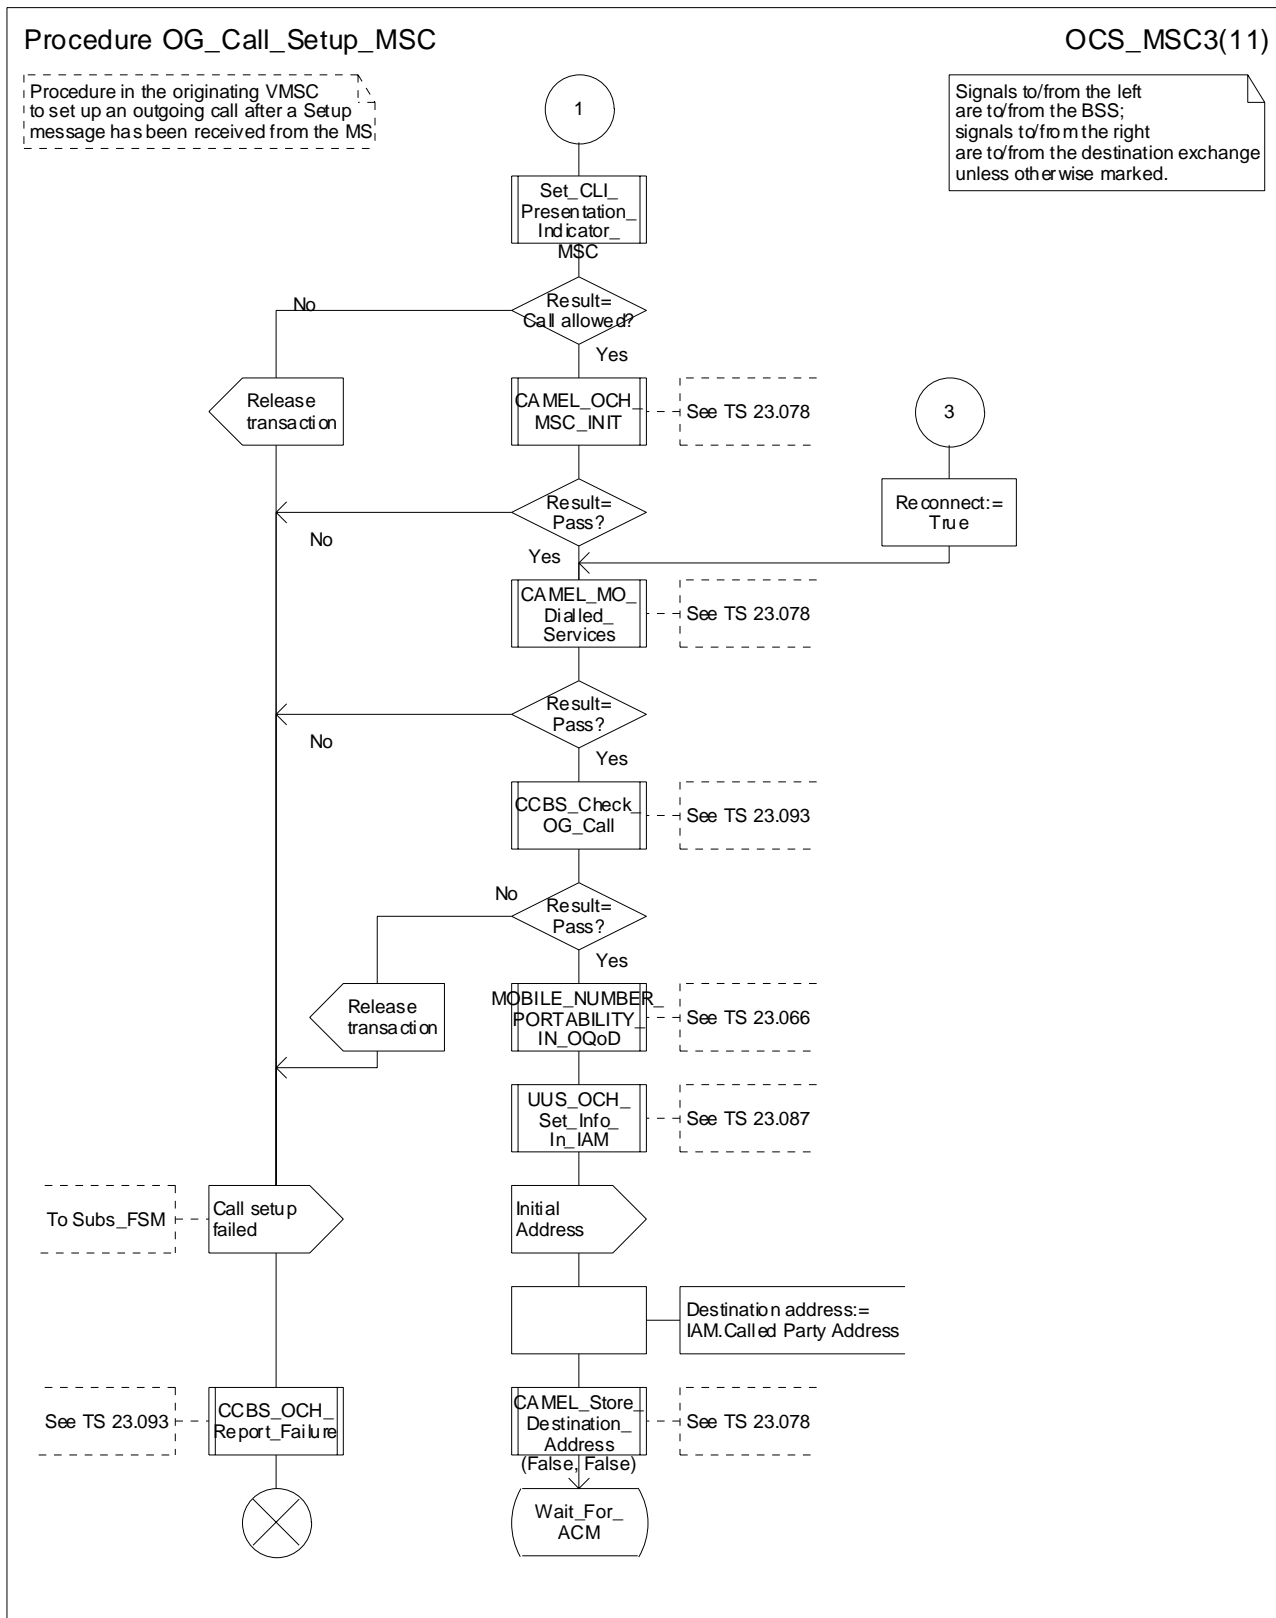 Procedure OG_Call_Setup_MSC
OCS_MSC3(11)
Procedure in the originating VMSC
to set up an outgoing call after a Setup
message has been received from the MS
Signals to/from the left
are to/from the BSS;
signals to/from the right
are to/from the destination exchange
unless otherwise marked.
1
Set_CLI_
Presentation_
Indicator_
MSC
Result=
Call allowed?
No
Yes
Release
transaction
CAMEL_OCH_
MSC_INIT
See TS 23.078
3
Result=
Pass?
No
Yes
Reconnect:=
True
CAMEL_MO_
Dialled_
Services
See TS 23.078
Result=
Pass?
No
Yes
CCBS_Check_
OG_Call
See TS 23.093
No
Result=
Pass?
Yes
Release
transaction
MOBILE_NUMBER_
PORTABILITY_
IN_OQoD
See TS 23.066
UUS_OCH_
Set_Info_
In_IAM
See TS 23.087
To Subs_FSM
Call setup
failed
Initial
Address
Destination address:=
IAM.Called Party Address
See TS 23.093
CCBS_OCH_
Report_Failure
CAMEL_Store_
Destination_
Address
(False, False)
See TS 23.078
Wait_For_
ACM